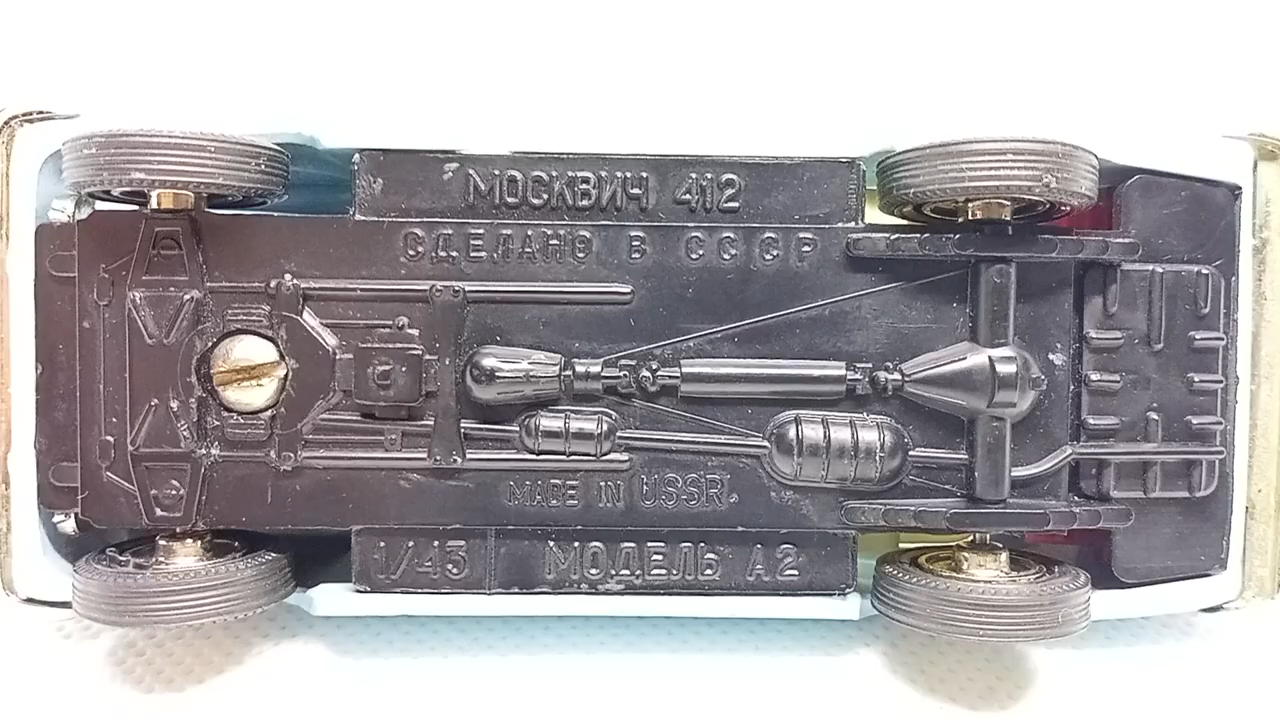 МОСКВИЧ 412
СДЕЛАНО В СССР
MADE IN USSR
1/43 МОДЕЛЬ А2